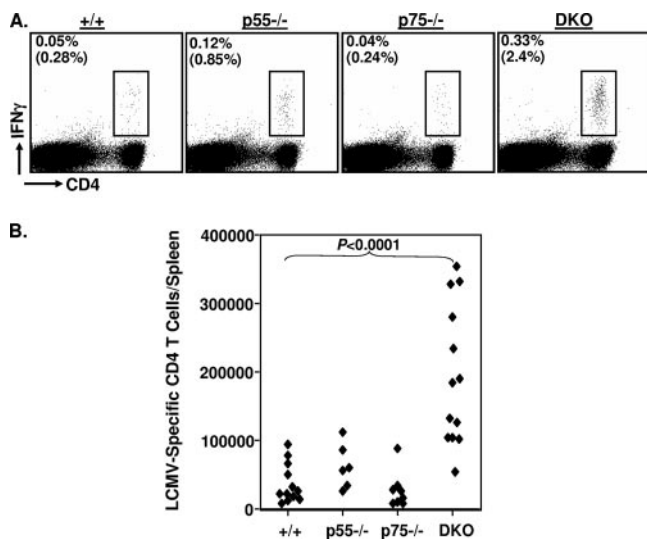 A.
+/+ p55-/- p75-/- DKO
0.05% 0.12% 0.04% 0.33%
(0.28%) (0.85%) (0.24%) (2.4%)
IFNγ
CD4
B.
LCMV-Specific CD4 T Cells/Spleen
400000
P<0.0001
300000
200000
100000
0
+/+ p55-/- p75-/- DKO